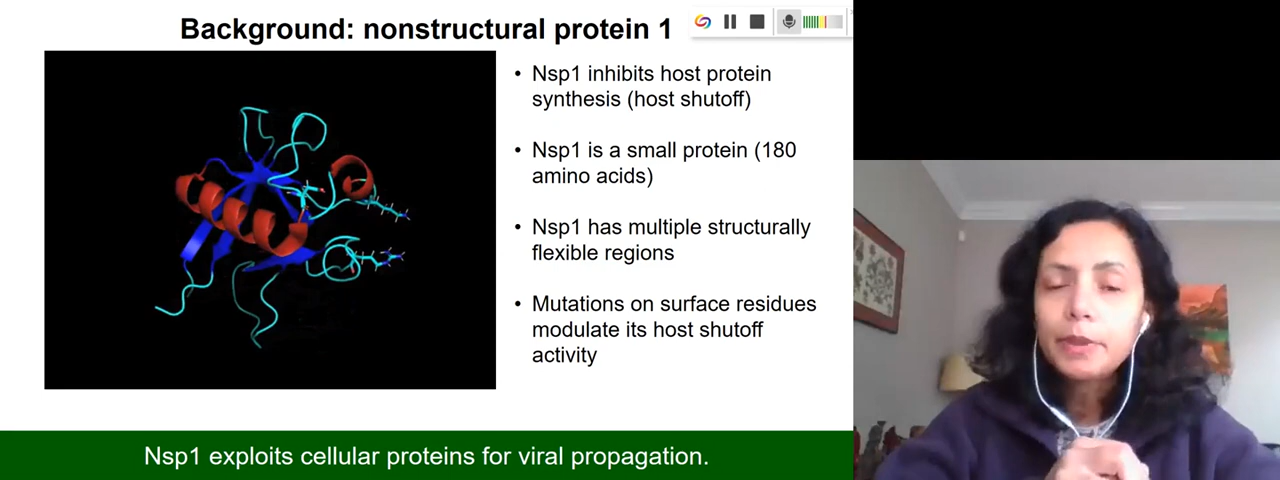 Background: nonstructural protein 1
• Nsp1 inhibits host protein
synthesis (host shutoff)
• Nsp1 is a small protein (180
amino acids)
• Nsp1 has multiple structurally
flexible regions
• Mutations on surface residues
modulate its host shutoff
activity
Nsp1 exploits cellular proteins for viral propagation.